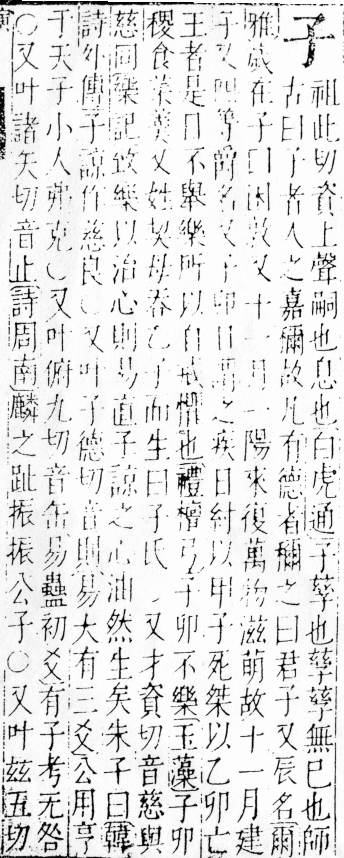 子 祖此切資上聲嗣也息也白虎通子孳也孳孳無已也師
古曰子者人之嘉穪故凡有德者穪之曰君子又辰名爾
雅歲在子曰困敦又十一月一陽來復萬物滋萌故十一月建
子又四等爵名又子卯日謂之疾日紂以甲子死桀以乙卯亡
王者是日不舉樂所以自戒懼也禮檀弓子卯不樂玉藻子卯
稷食菜羹又姓契母吞乙子而生曰子氏○又才資切音慈與
慈同樂記致樂以治心則易直子諒之心油然生矣朱子曰韓
詩外傳子諒作慈良○又叶子德切音則易大有三爻公用亨
于天子小人弗克○又叶俯九切音缶易蠱初爻有子考无咎
○又叶諸矢切音止詩周南麟之趾振振公子○又叶兹五切